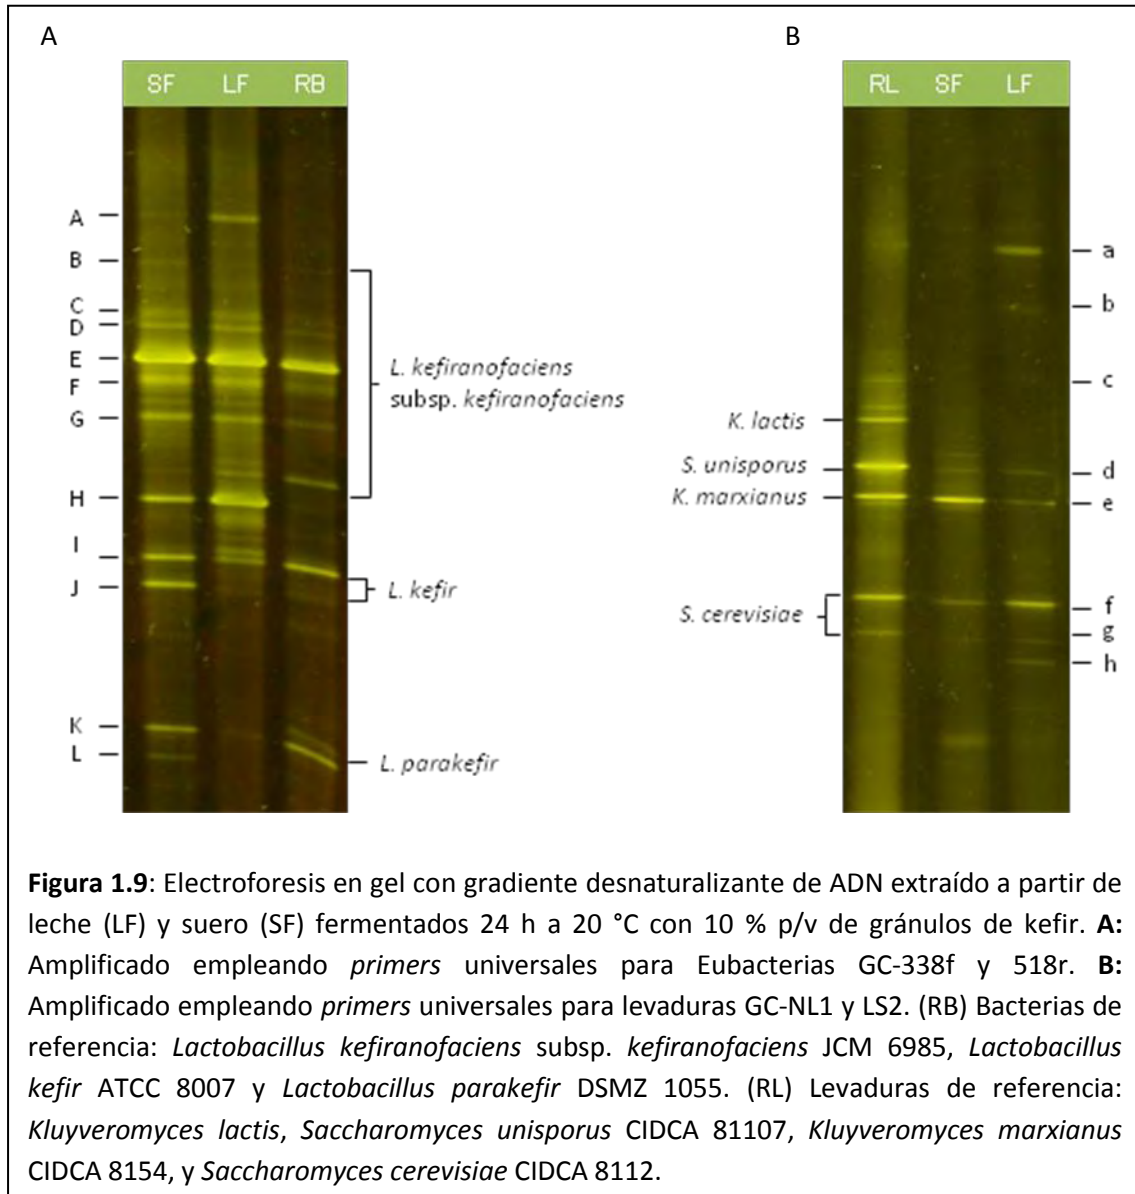 A
B
SF LF RB
RL SF LF
A
B
C
D
E
F
G
H
I
J
K
L
L. kefiranofaciens
subsp. kefiranofaciens
L. kefir
L. parakefir
K. lactis
S. unisporus
K. marxianus
S. cerevisiae
a
b
c
d
e
f
g
h
Figura 1.9: Electroforesis en gel con gradiente desnaturalizante de ADN extraído a partir de
leche (LF) y suero (SF) fermentados 24 h a 20 °C con 10 % p/v de gránulos de kefir. A:
Amplificado empleando primers universales para Eubacterias GC-338f y 518r. B:
Amplificado empleando primers universales para levaduras GC-NL1 y LS2. (RB) Bacterias de
referencia: Lactobacillus kefiranofaciens subsp. kefiranofaciens JCM 6985, Lactobacillus
kefir ATCC 8007 y Lactobacillus parakefir DSMZ 1055. (RL) Levaduras de referencia:
Kluyveromyces lactis, Saccharomyces unisporus CIDCA 81107, Kluyveromyces marxianus
CIDCA 8154, y Saccharomyces cerevisiae CIDCA 8112.